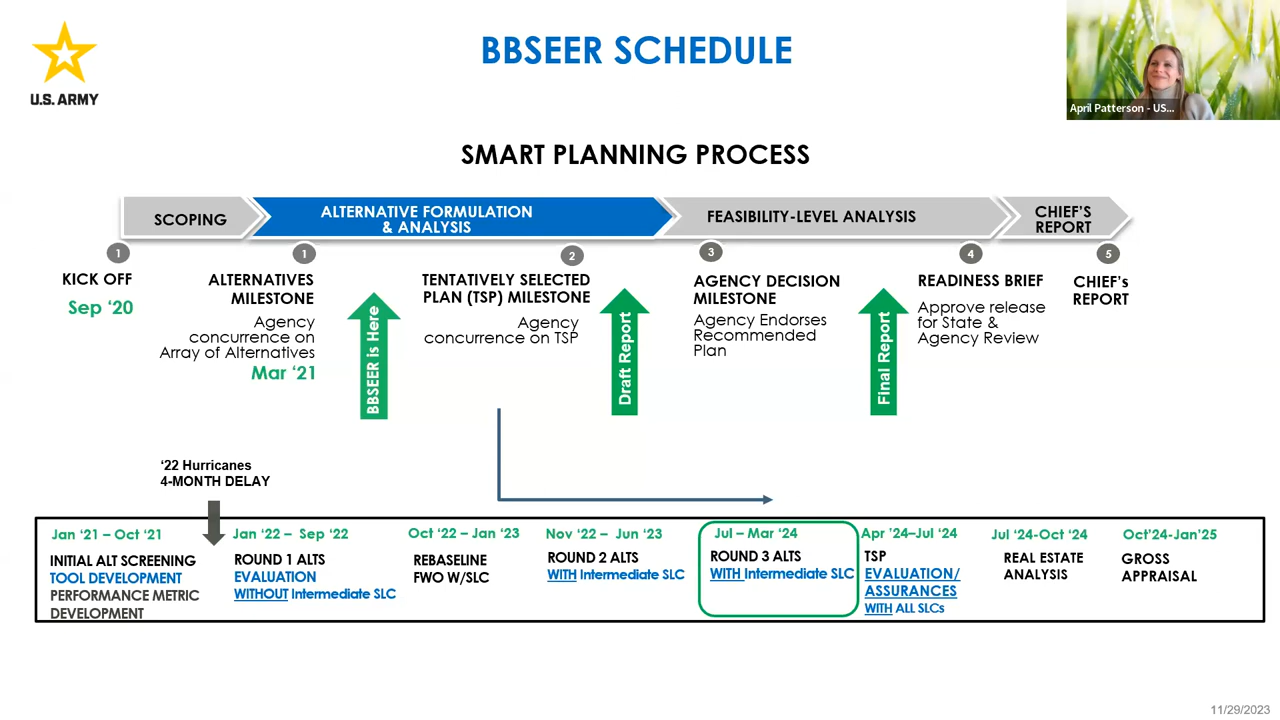 BBSEER SCHEDULE
U.S. ARMY
April Patterson - US...
SMART PLANNING PROCESS
SCOPING
ALTERNATIVE FORMULATION
& ANALYSIS
FEASIBILITY-LEVEL ANALYSIS
CHIEF'S
REPORT
1
KICK OFF
Sep ‘20
1
ALTERNATIVES
MILESTONE
Agency
concurrence on
Array of Alternatives
Mar ‘21
BBSEER is Here
2
TENTATIVELY SELECTED
PLAN (TSP) MILESTONE
Agency
concurrence on TSP
Draft Report
3
AGENCY DECISION
MILESTONE
Agency Endorses
Recommended
Plan
Final Report
4
READINESS BRIEF
Approve release
for State &
Agency Review
5
CHIEF's
REPORT
‘22 Hurricanes
4-MONTH DELAY
Jan ‘21 – Oct ‘21
INITIAL ALT SCREENING
TOOL DEVELOPMENT
PERFORMANCE METRIC
DEVELOPMENT
Jan ‘22 – Sep ‘22
ROUND 1 ALTS
EVALUATION
WITHOUT Intermediate SLC
Oct ‘22 – Jan ‘23
REBASELINE
FWO W/SLC
Nov ‘22 – Jun ‘23
ROUND 2 ALTS
WITH Intermediate SLC
Jul – Mar ‘24
ROUND 3 ALTS
WITH Intermediate SLC
Apr ’24–Jul ‘24
TSP
EVALUATION/
ASSURANCES
WITH ALL SLCs
Jul ‘24-Oct ‘24
REAL ESTATE
ANALYSIS
Oct’24-Jan’25
GROSS
APPRAISAL
11/29/2023